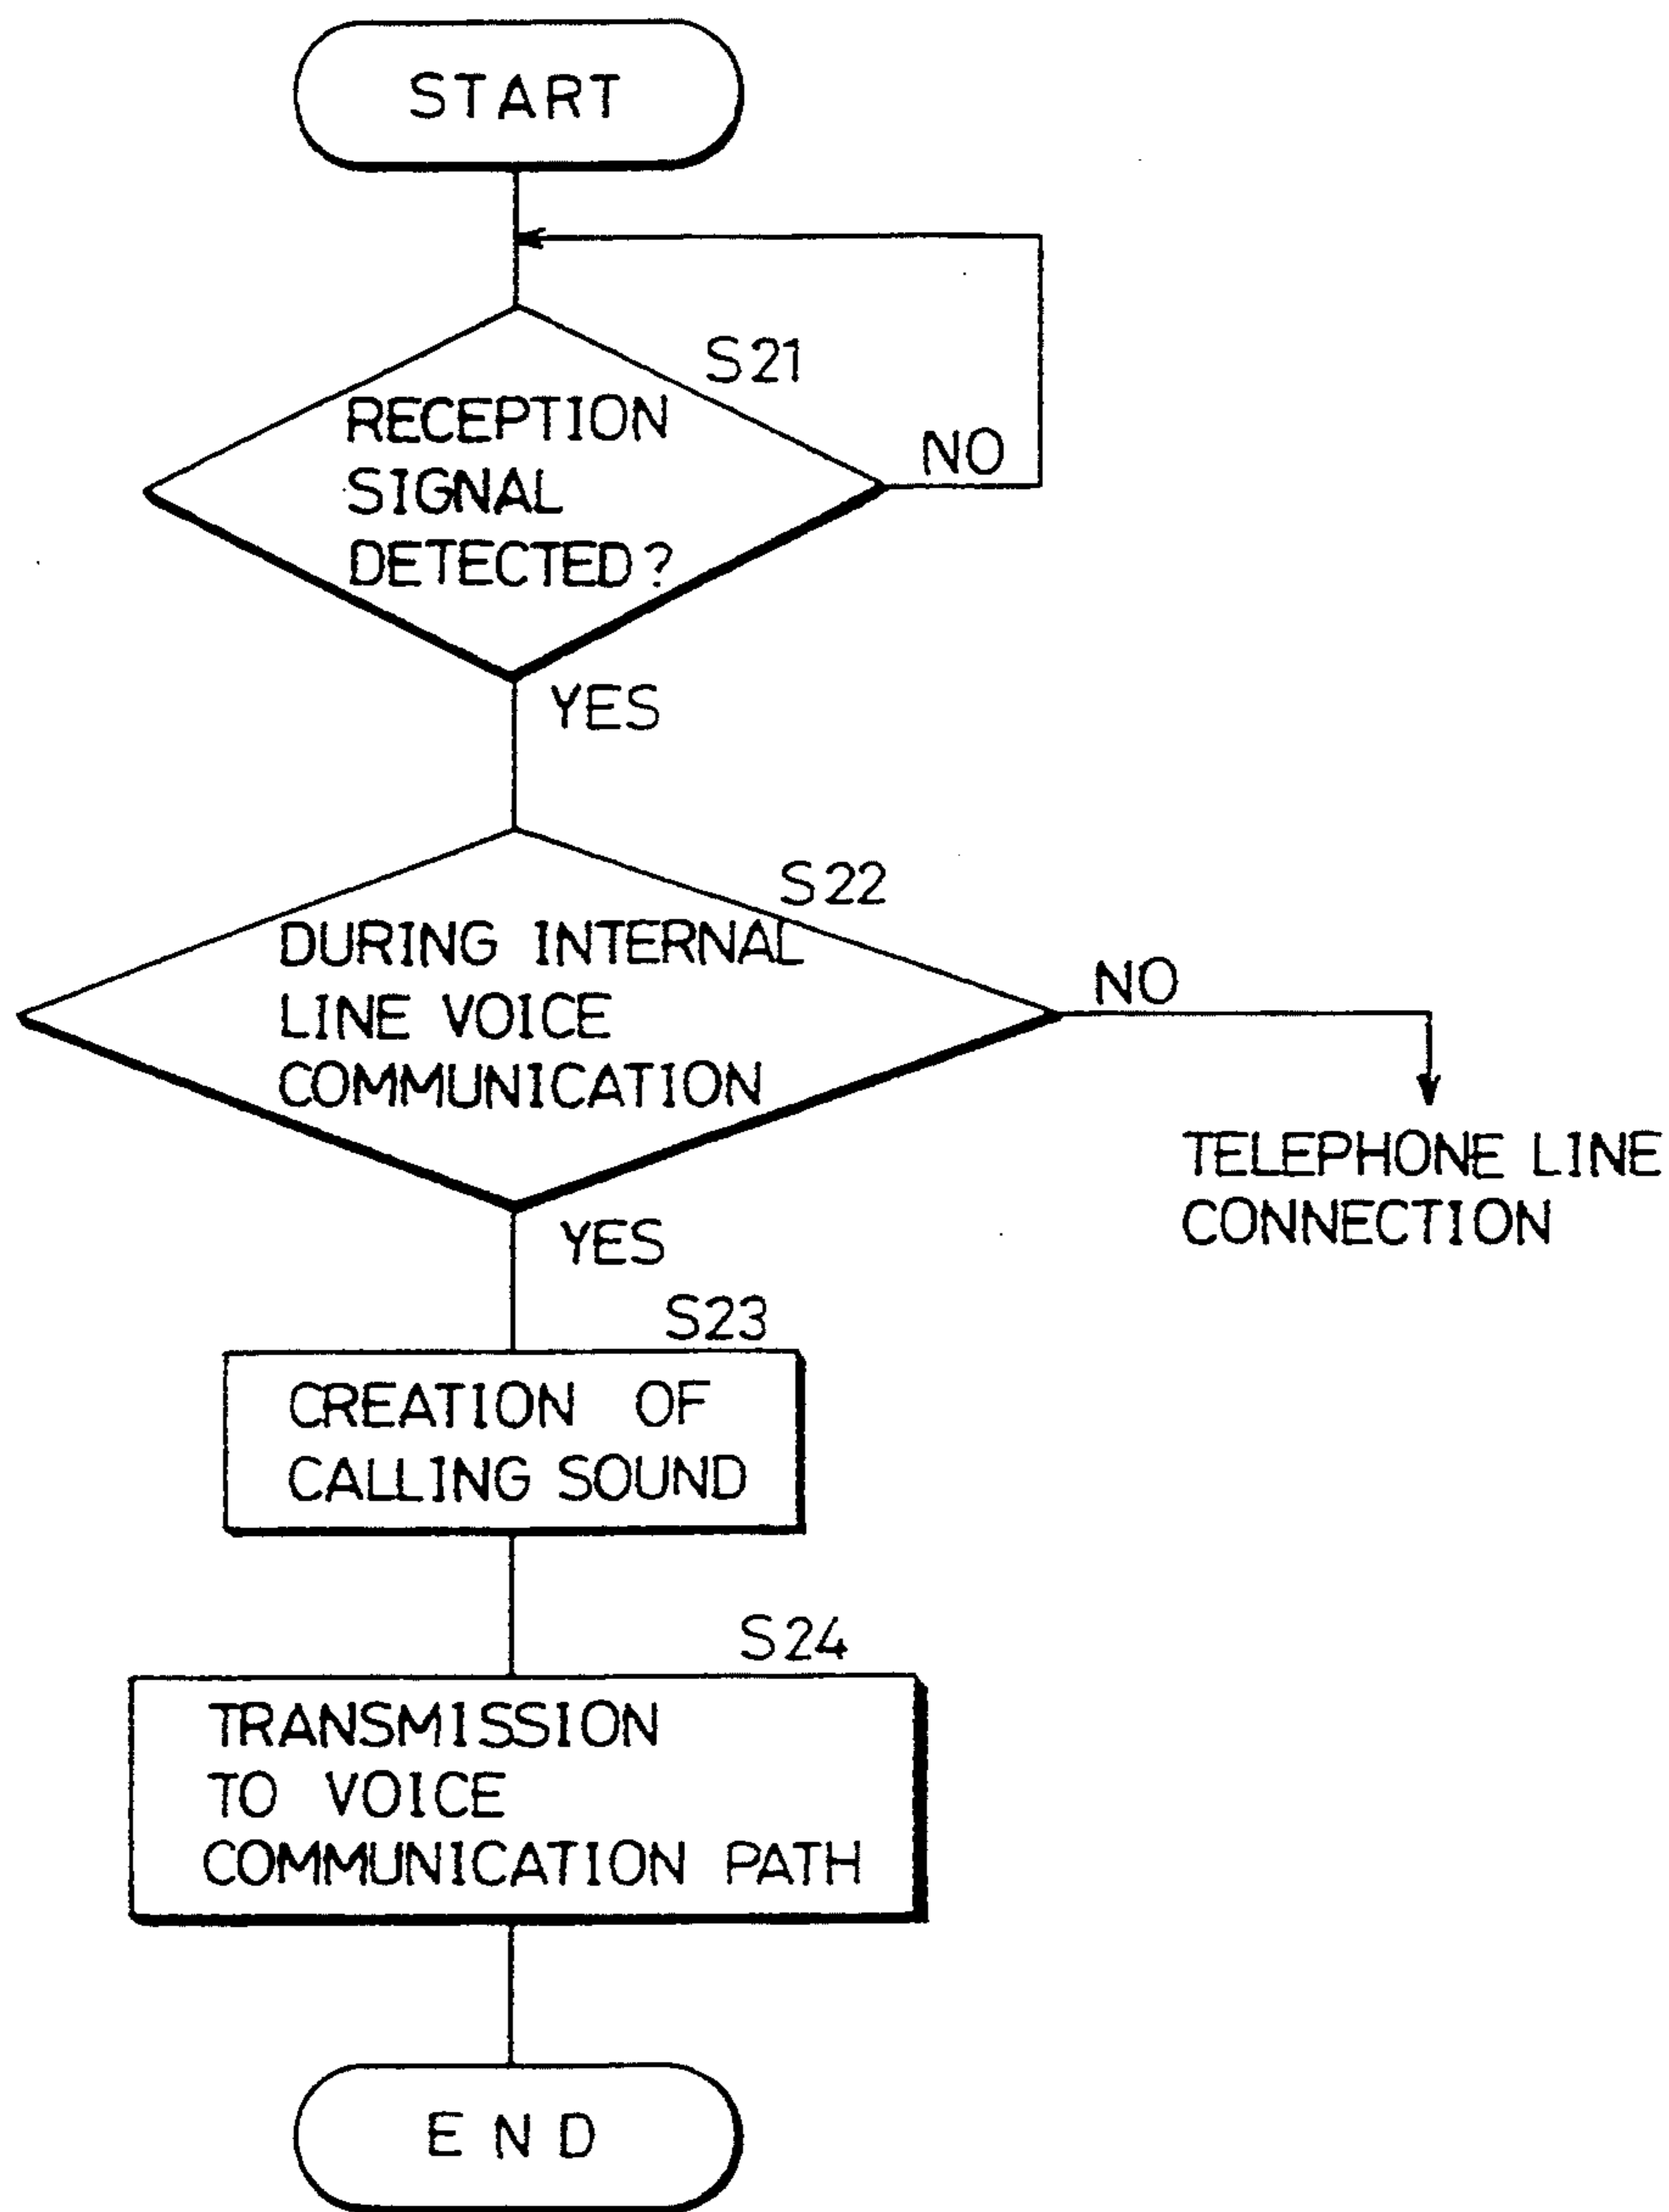 START
S21
RECEPTION
SIGNAL
DETECTED?
NO
YES
S22
DURING INTERNAL
LINE VOICE
COMMUNICATION
NO
TELEPHONE LINE
CONNECTION
YES
S23
CREATION OF
CALLING SOUND
S24
TRANSMISSION
TO VOICE
COMMUNICATION PATH
END